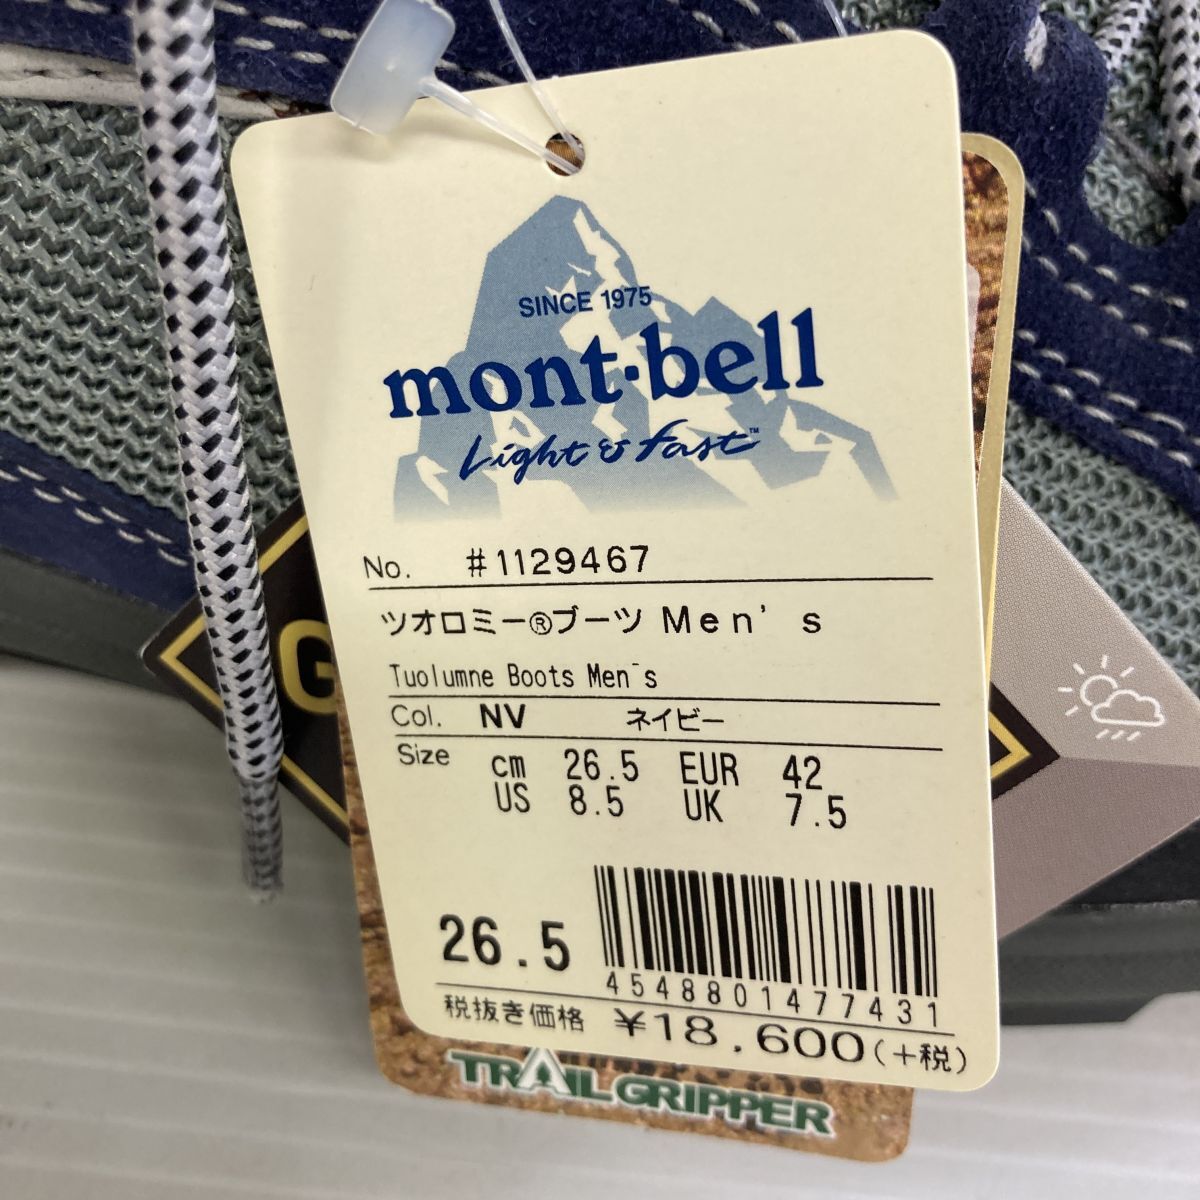 SINCE 1975
mont-bell
Light & Fast™
No. #1129467
ツオロミー®ブーツ Men's
Tuolumne Boots Men's
Col. NV ネイビー
Size cm 26.5 EUR 42
US 8.5 UK 7.5
26.5
4548801477431
税抜き価格 ¥18,600(+税)
TRAIL GRIPPER
G